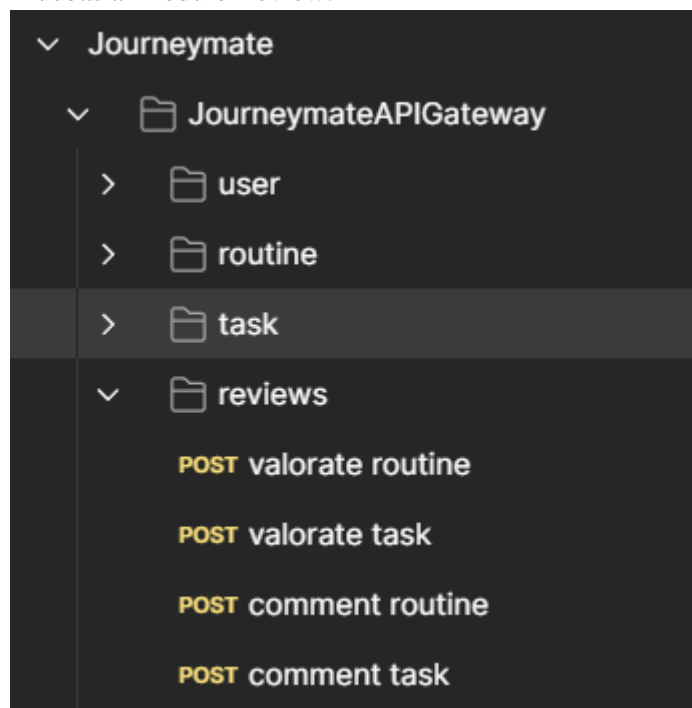 Journeymate
JourneymateAPIGateway
user
routine
task
reviews
POST valorate routine
POST valorate task
POST comment routine
POST comment task